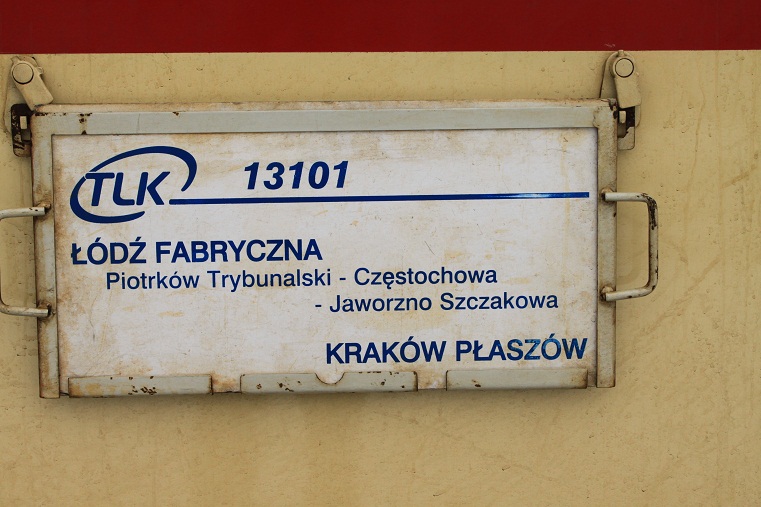 TLK 13101
ŁÓDŹ FABRYCZNA
Piotrków Trybunalski - Częstochowa
- Jaworzno Szczakowa
KRAKÓW PŁASZÓW